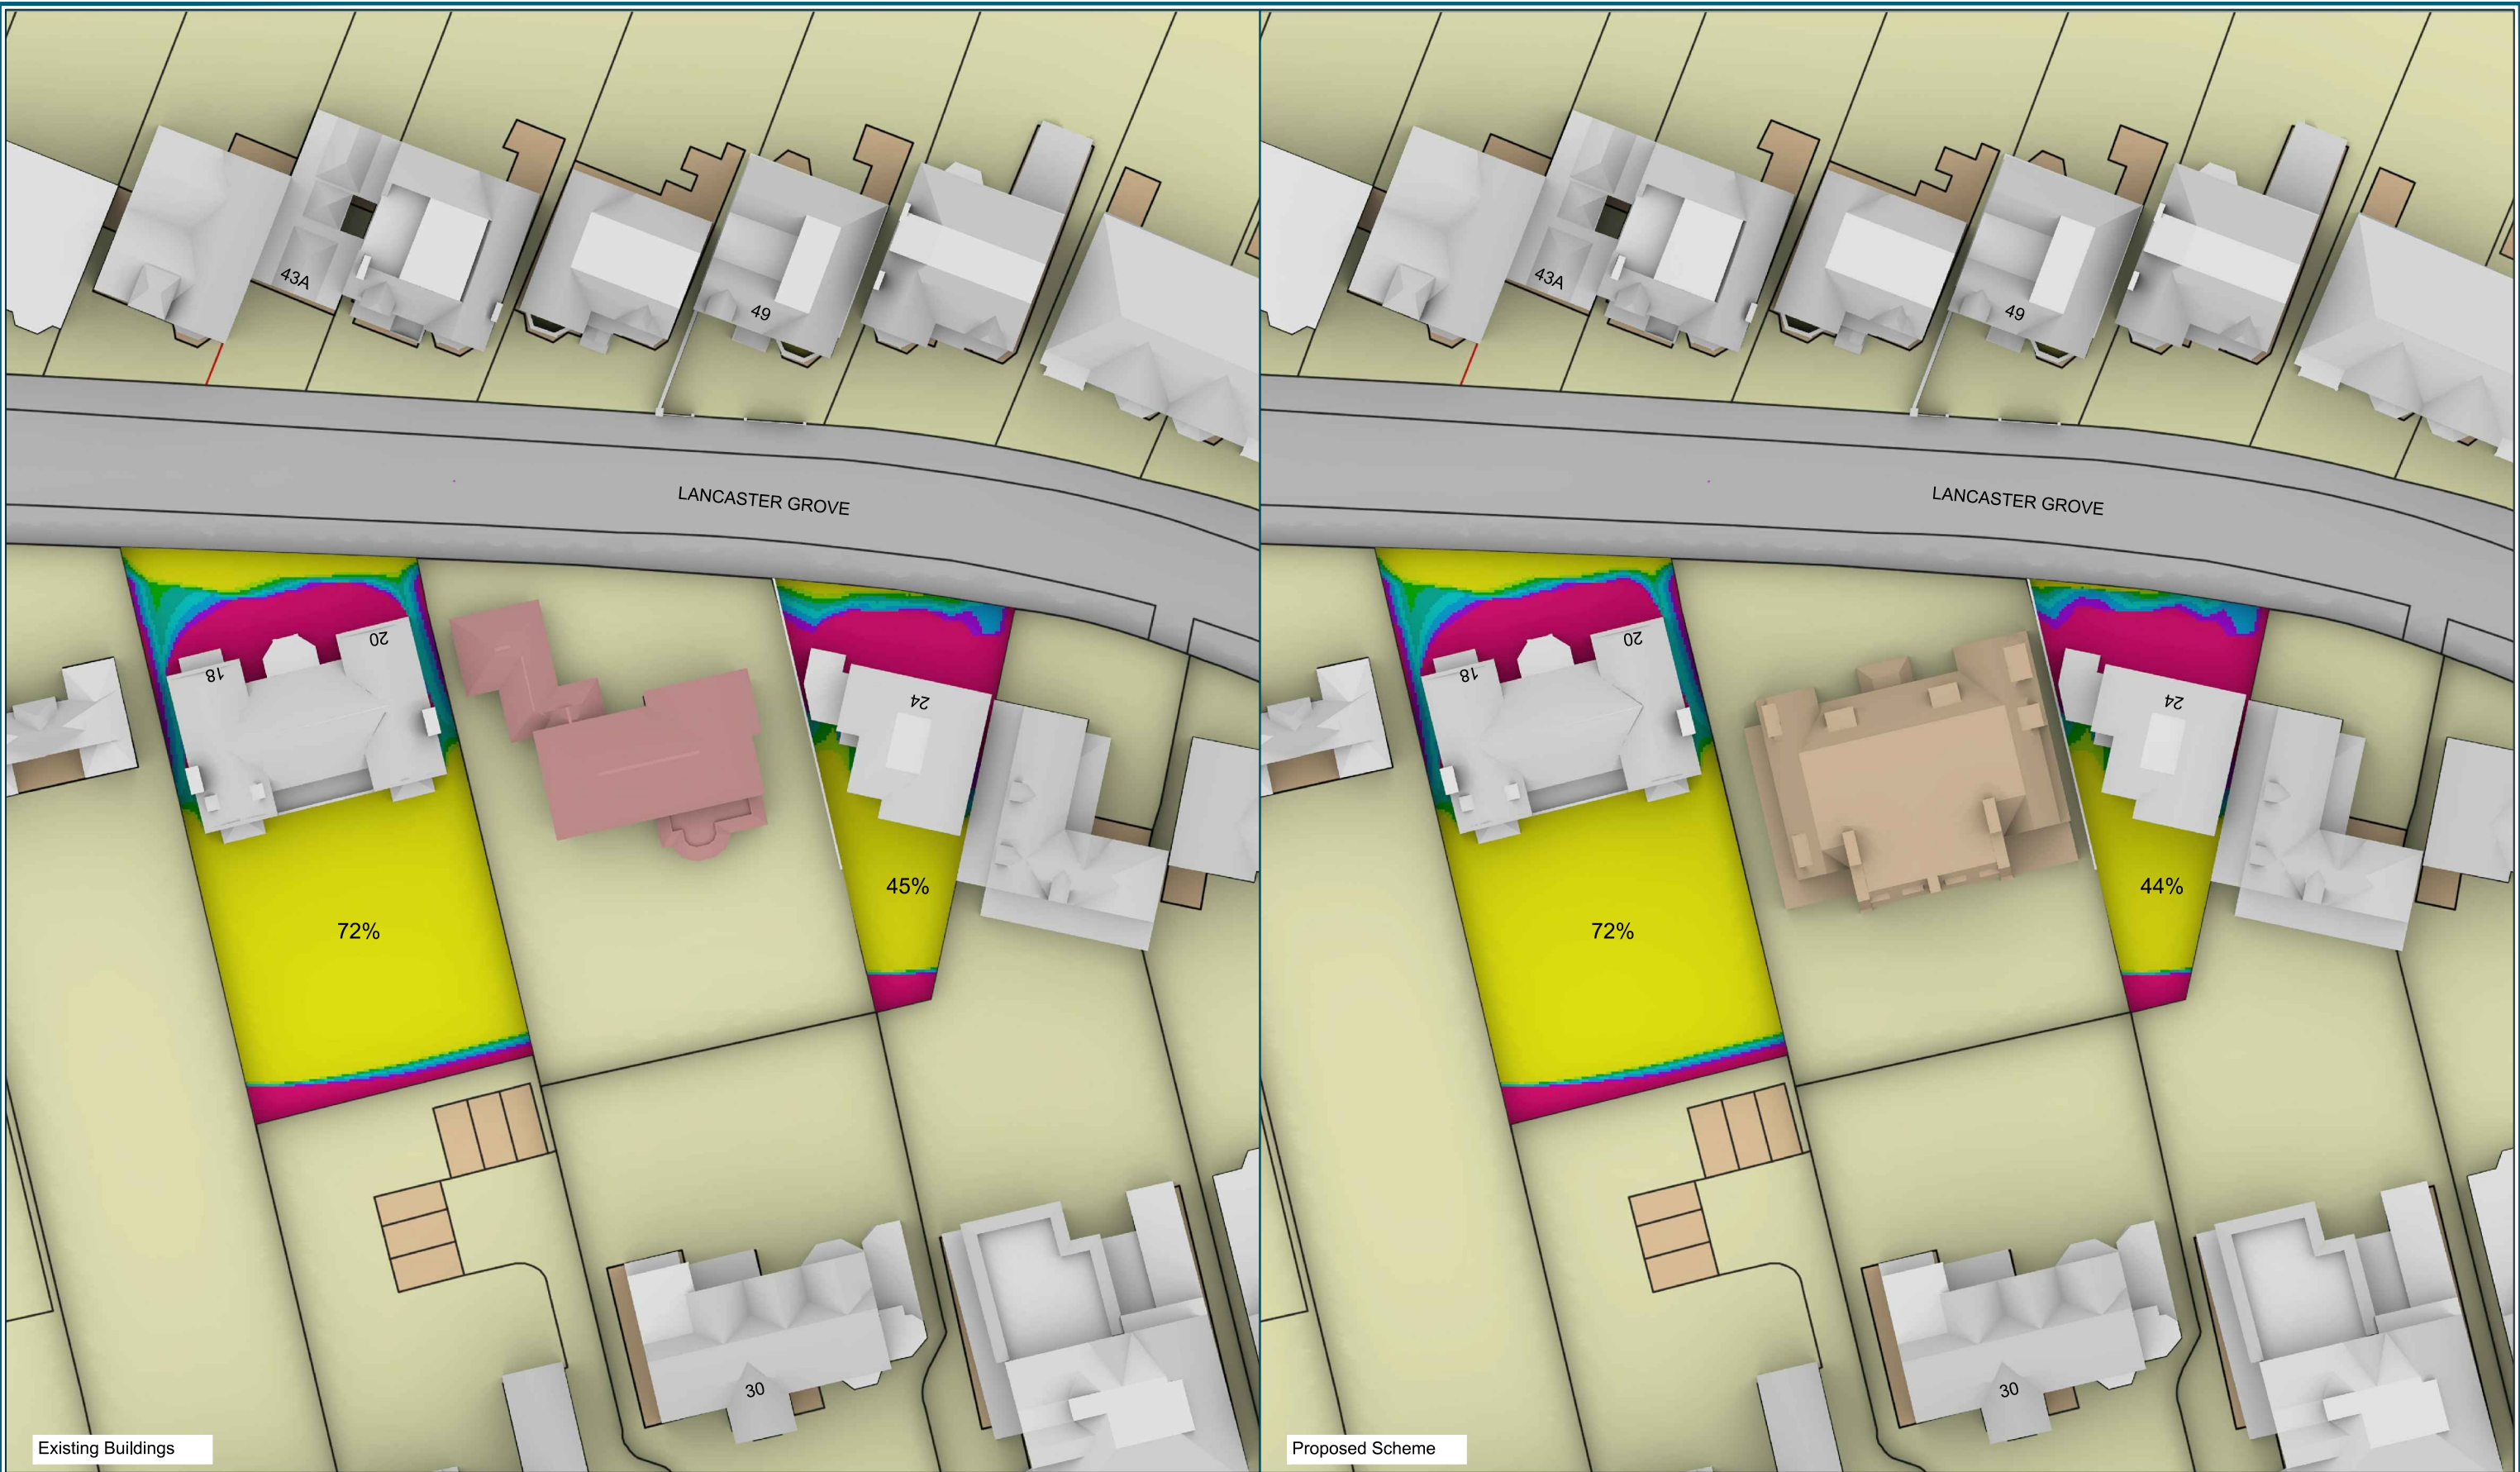 43A
49
LANCASTER GROVE
20
18
24
45%
72%
30
Existing Buildings
43A
49
LANCASTER GROVE
20
18
24
44%
72%
30
Proposed Scheme